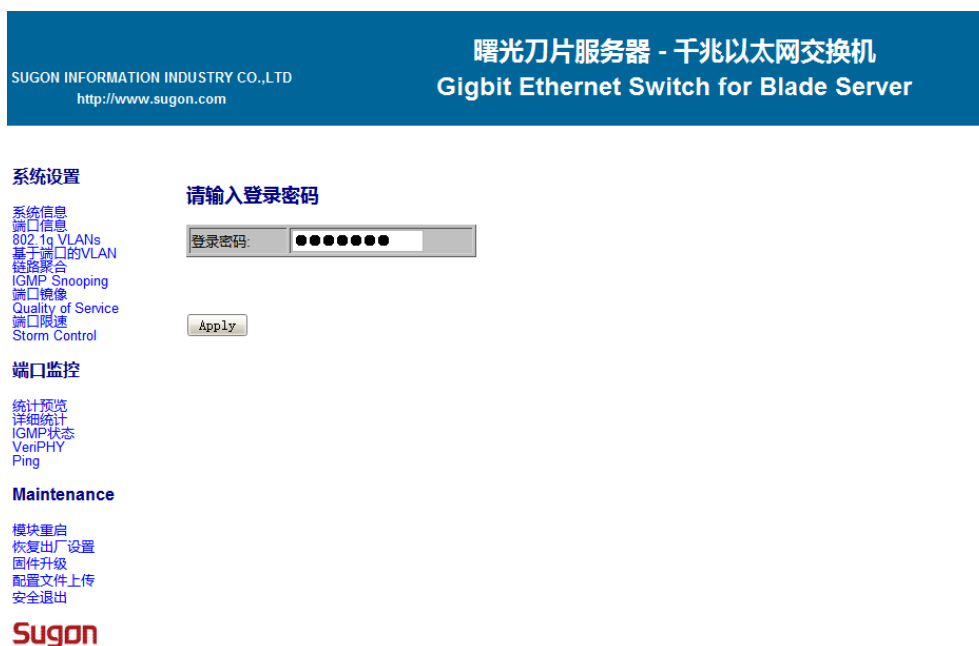 SUGON INFORMATION INDUSTRY CO.,LTD
http://www.sugon.com
曙光刀片服务器 - 千兆以太网交换机
Gigbit Ethernet Switch for Blade Server
系统设置
系统信息
端口信息
802.1q VLANs
基于端口的VLAN
链路聚合
IGMP Snooping
端口镜像
Quality of Service
端口限速
Storm Control
端口监控
统计预览
详细统计
IGMP状态
VeriPHY
Ping
Maintenance
模块重启
恢复出厂设置
固件升级
配置文件上传
安全退出
Sugon
请输入登录密码
登录密码: ●●●●●●●
Apply